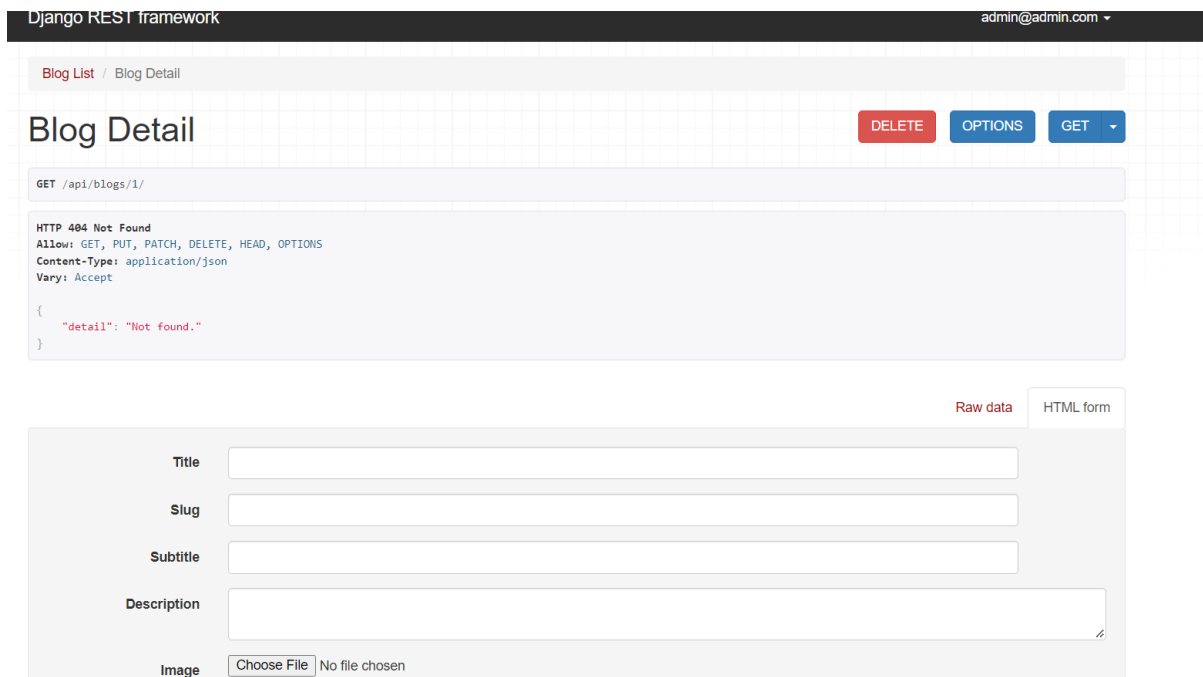 Django REST framework admin@admin.com
Blog List / Blog Detail
Blog Detail DELETE OPTIONS GET
GET /api/blogs/1/
HTTP 404 Not Found
Allow: GET, PUT, PATCH, DELETE, HEAD, OPTIONS
Content-Type: application/json
Vary: Accept
{
"detail": "Not found."
}
Raw data HTML form
Title
Slug
Subtitle
Description
Image Choose File No file chosen